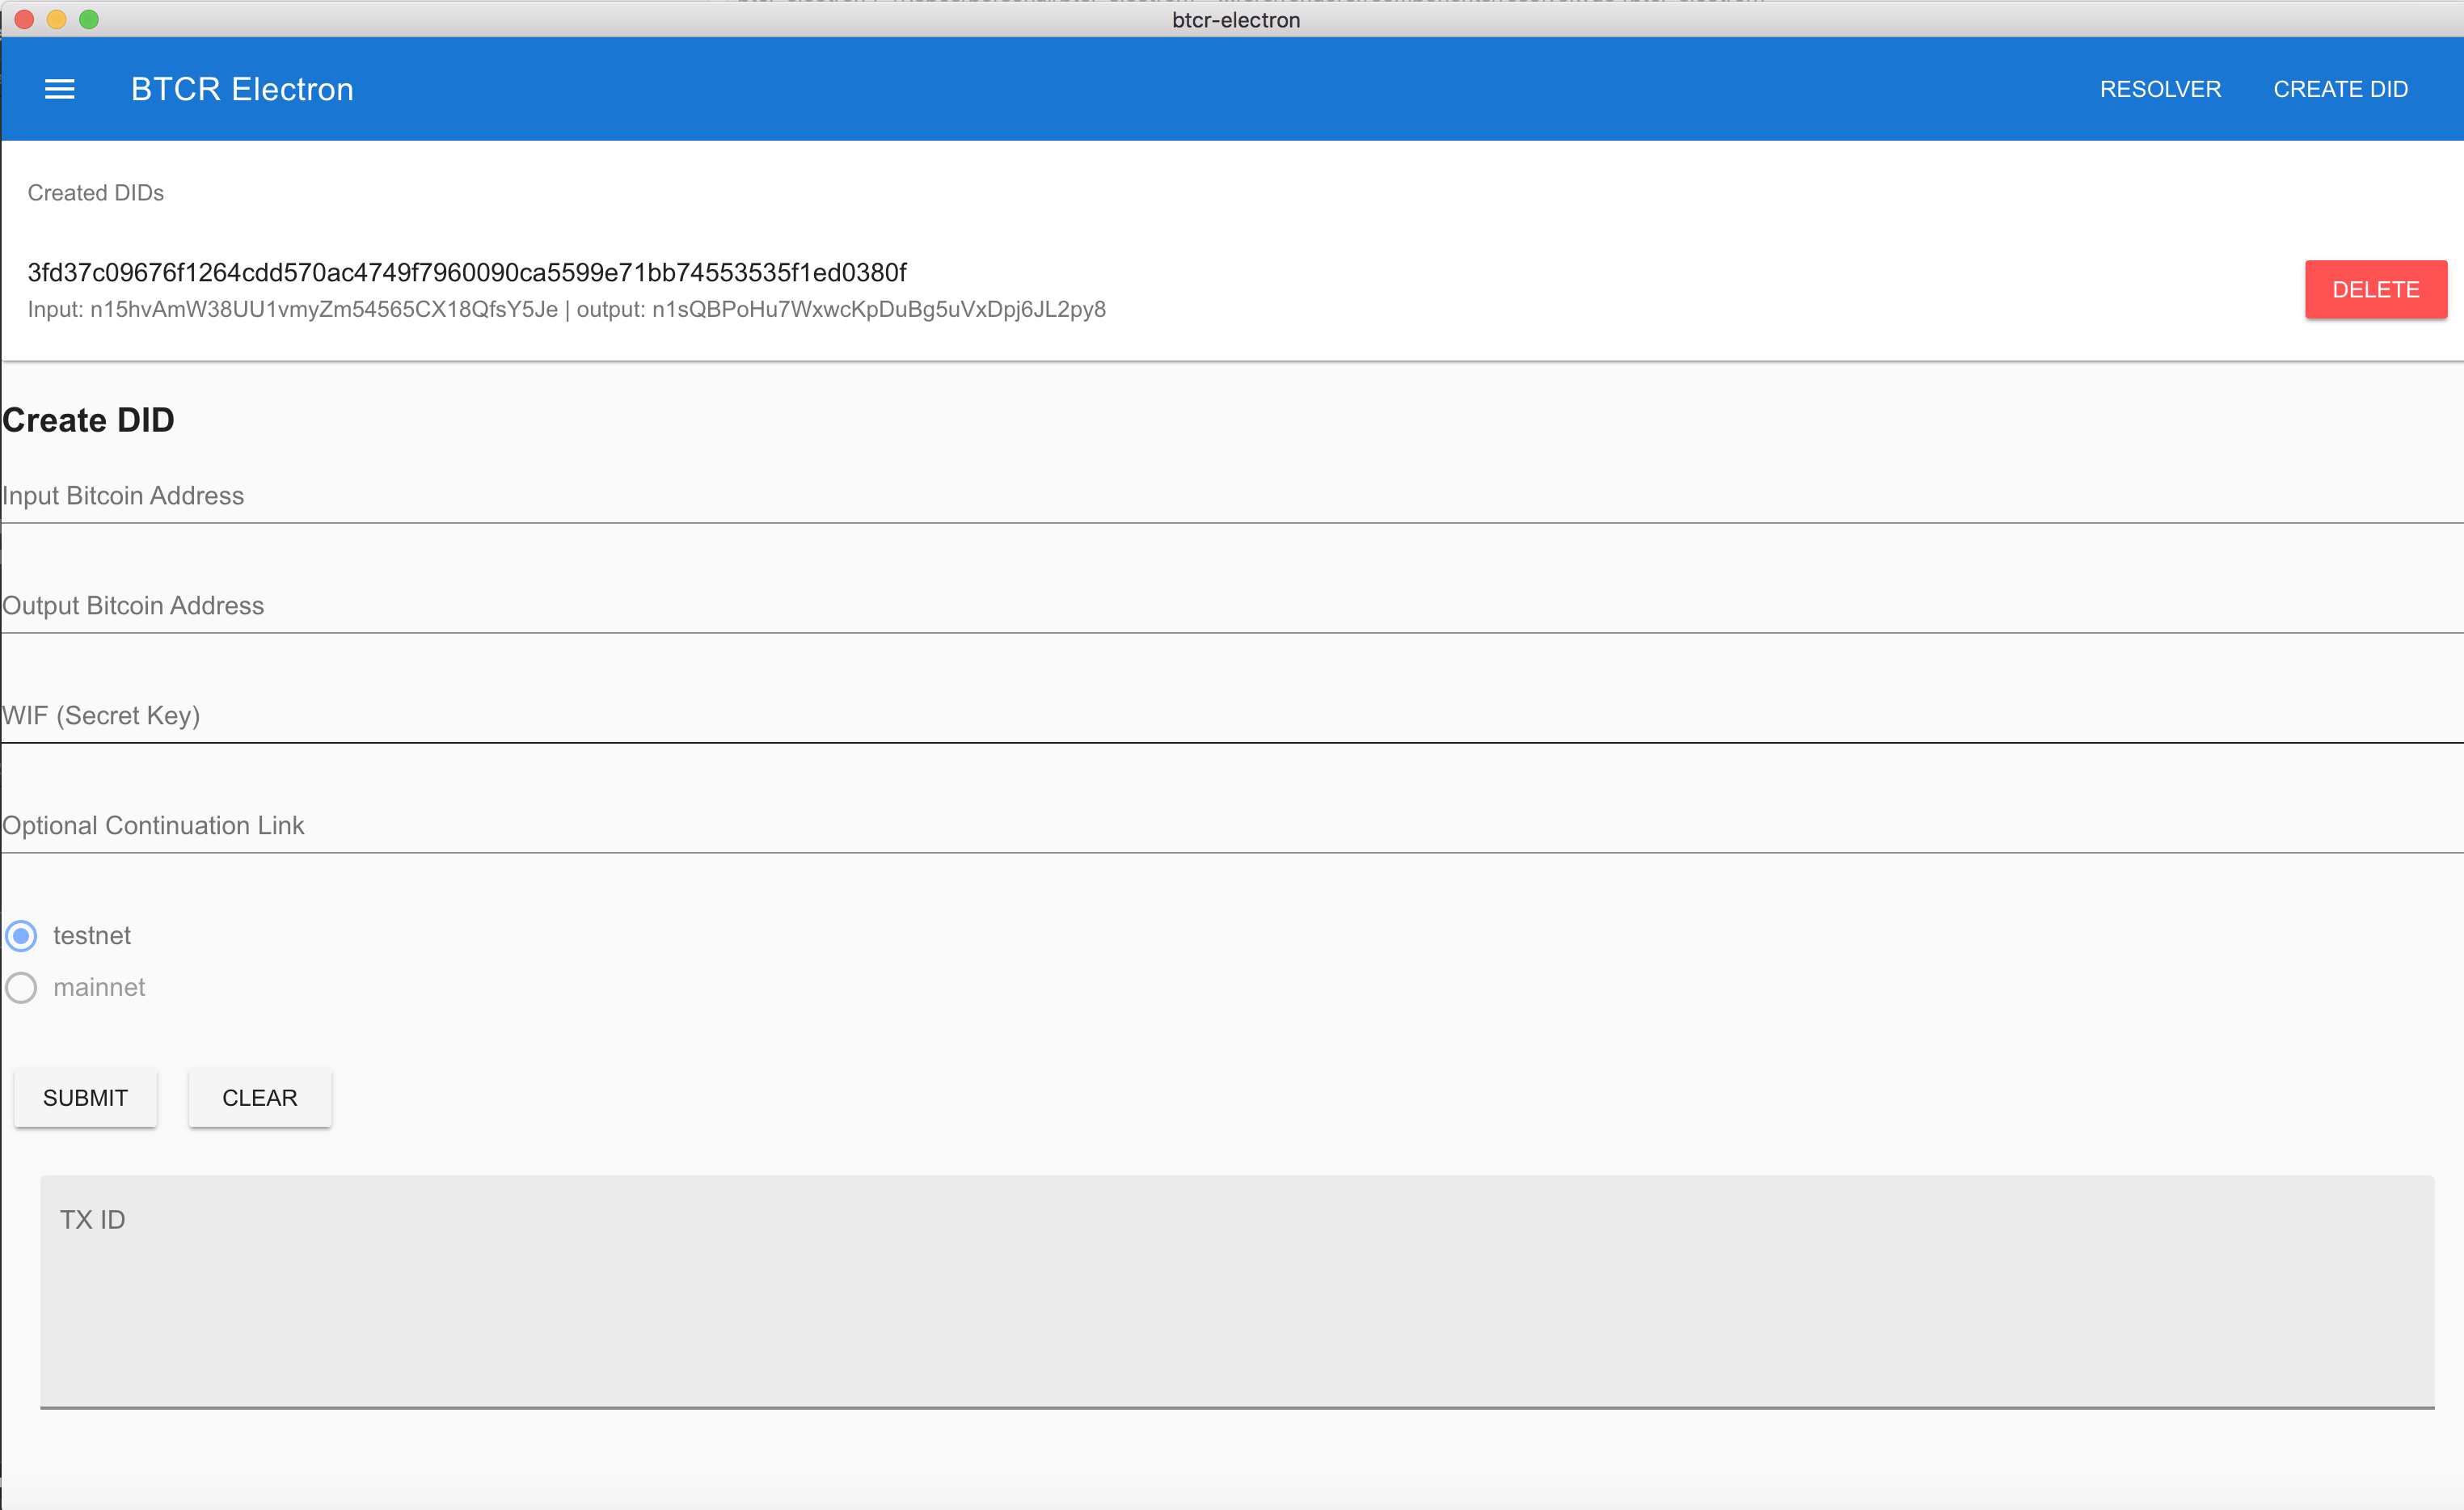 btcr-electron
BTCR Electron
RESOLVER
CREATE DID
Created DIDs
3fd37c09676f1264cdd570ac4749f7960090ca5599e71bb74553535f1ed0380f
Input: n15hvAmW38UU1vmyZm54565CX18QfsY5Je | output: n1sQBPoHu7WxwcKpDuBg5uVxDpj6JL2py8
DELETE
Create DID
Input Bitcoin Address
Output Bitcoin Address
WIF (Secret Key)
Optional Continuation Link
testnet
mainnet
SUBMIT
CLEAR
TX ID